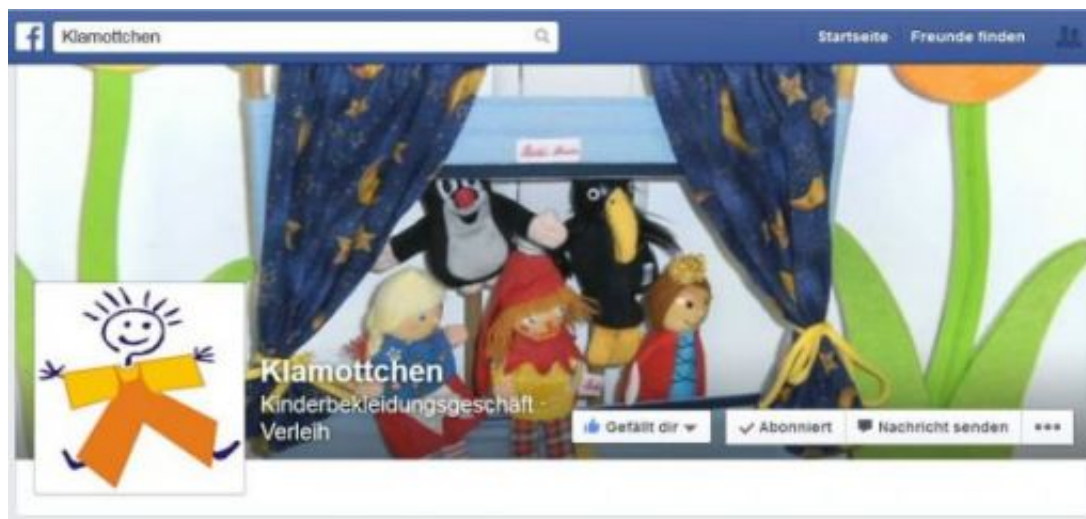 Klamottchen
Startseite Freunde finden
Klamottchen
Kinderbekleidungsgeschäft -
Verleih
Gefällt dir
Abonniert
Nachricht senden